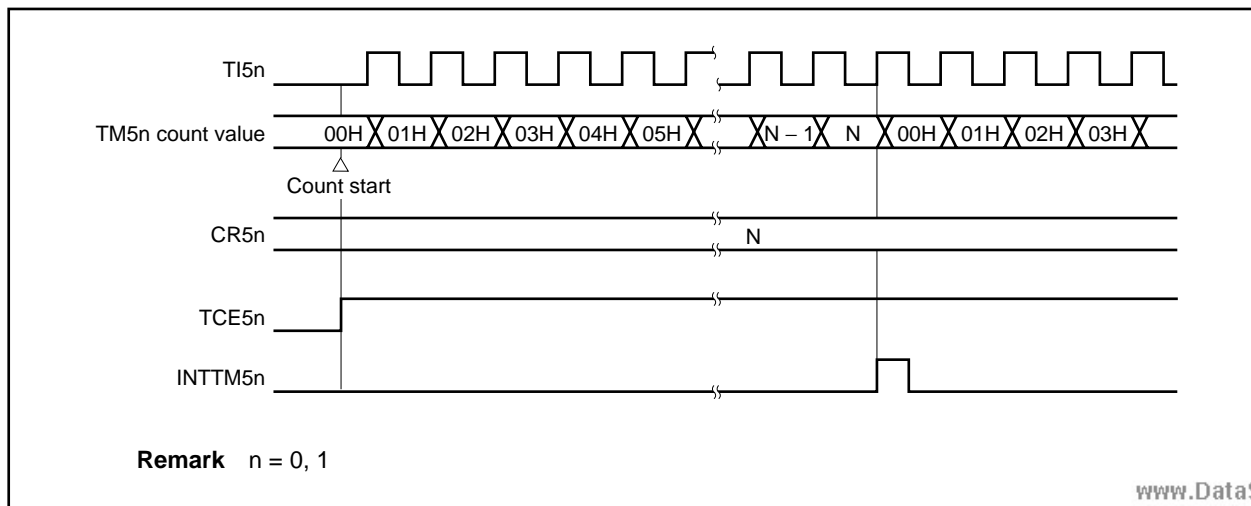 TI5n
TM5n count value 00H 01H 02H 03H 04H 05H N − 1 N 00H 01H 02H 03H
Count start
CR5n N
TCE5n
INTTM5n
Remark n = 0, 1
www.DataS